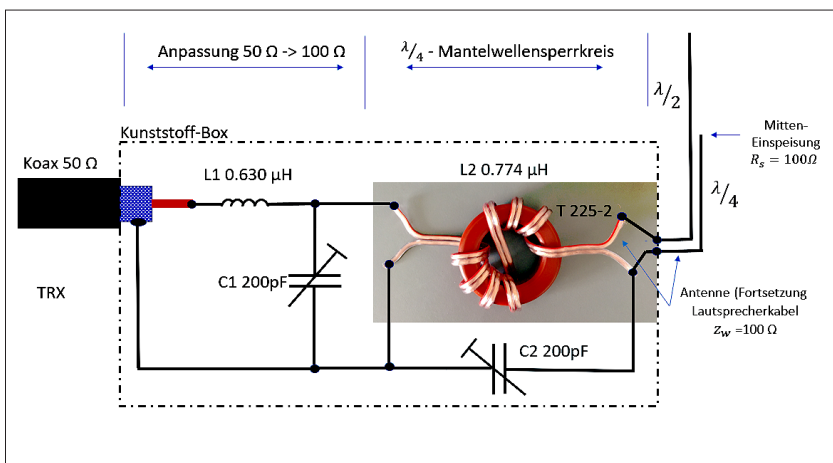 Anpassung 50 Ω -> 100 Ω
λ/4 - Mantelwellensperrkreis
λ/2
Kunststoff-Box
Mitten-
Einspeisung
R_s = 100Ω
Koax 50 Ω
L1 0.630 μH
L2 0.774 μH
T 225-2
λ/4
C1 200pF
TRX
Antenne (Fortsetzung
Lautsprecherkabel
z_w =100 Ω
C2 200pF